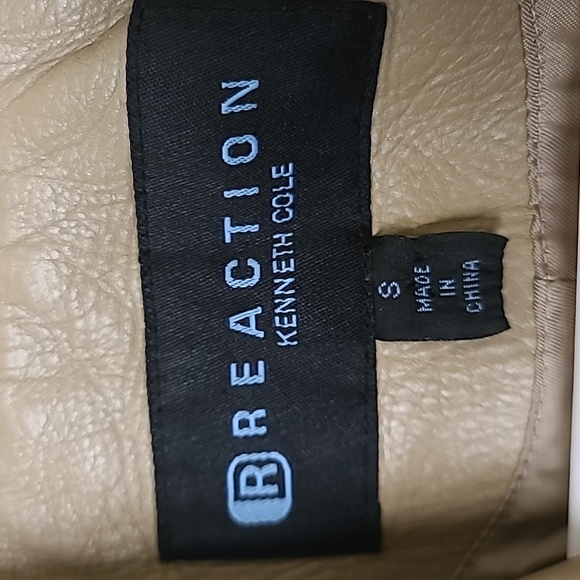 R REACTION
KENNETH COLE
S
MADE
IN
CHINA